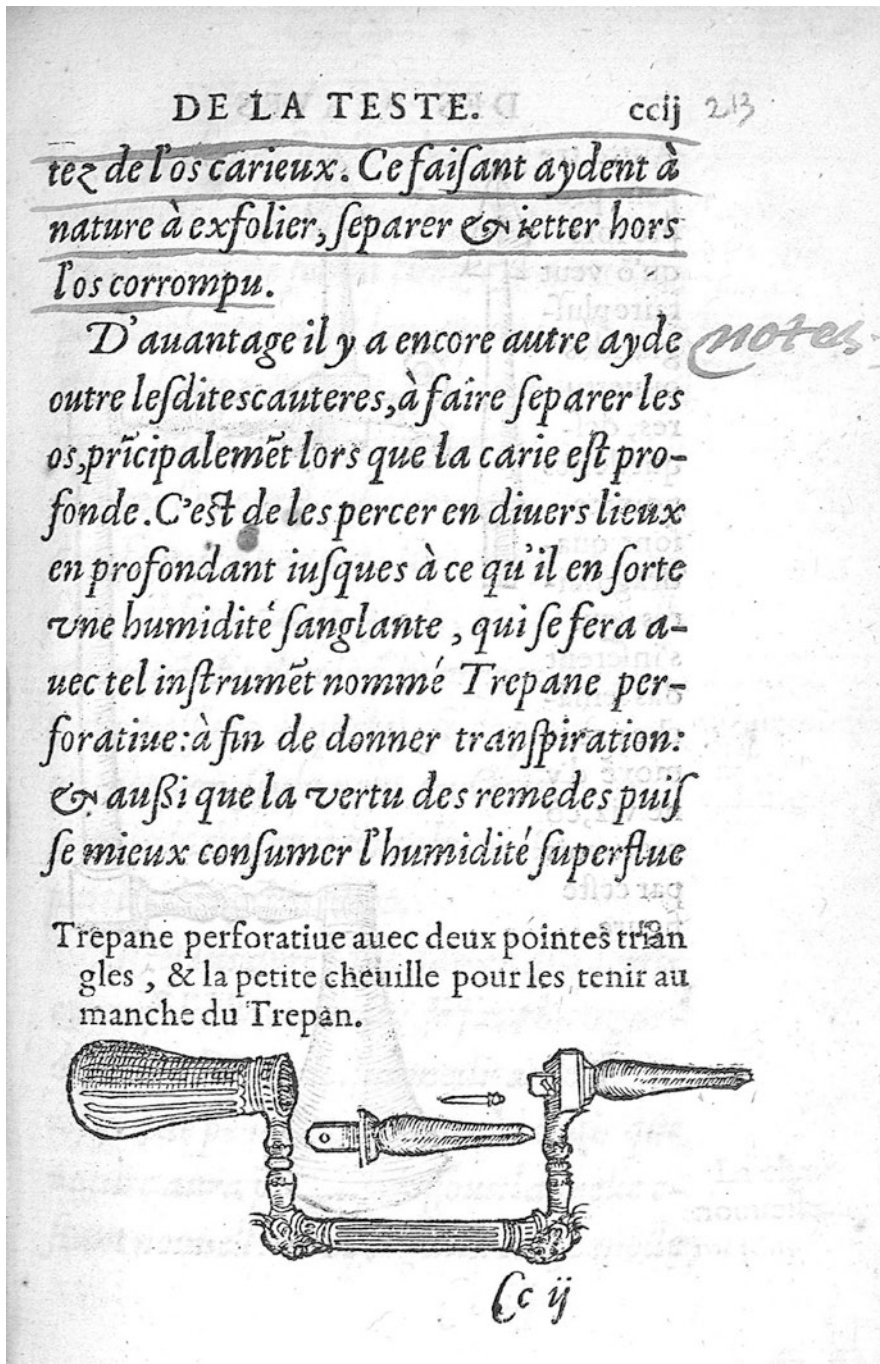 DE LA TESTE. ccij 213
tez de l'os carieux. Ce faiſant aydent à
nature à exfolier, ſeparer & ietter hors
l'os corrompu.
D'auantage il y a encore autre ayde
notes
outre leſditescauteres, à faire ſeparer les
os, prĩcipalemẽt lors que la carie eſt pro-
fonde. C'eſt de les percer en diuers lieux
en profondant iuſques à ce qu'il en ſorte
vne humidité ſanglante, qui ſe fera a-
uec tel inſtrumẽt nommé Trepane per-
foratiue: à fin de donner tranſpiration:
& auſſi que la vertu des remedes puiſ
ſe mieux conſumer l'humidité ſuperflue
Trepane perforatiue auec deux pointes trian
gles, & la petite cheuille pour les tenir au
manche du Trepan.
Cc ij